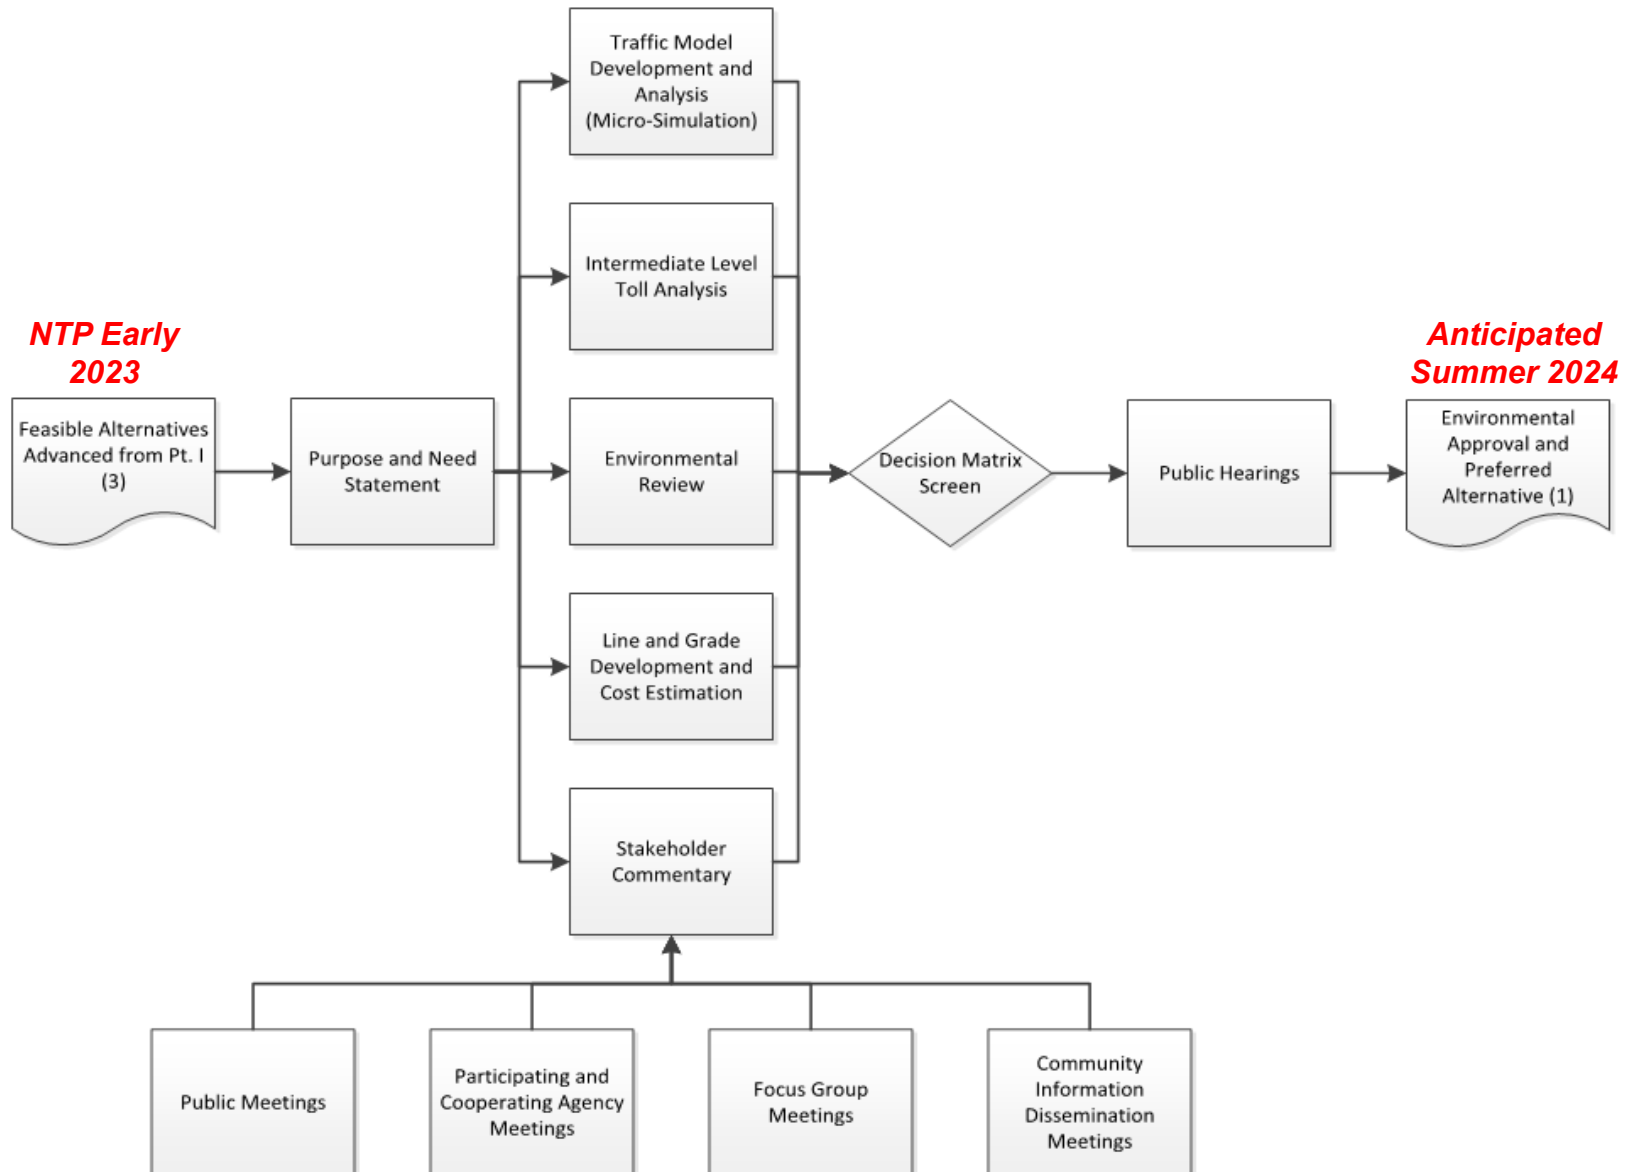 Traffic Model
Development and
Analysis
(Micro-Simulation)
Intermediate Level
Toll Analysis
NTP Early
2023
Anticipated
Summer 2024
Feasible Alternatives
Advanced from Pt. I
(3)
Purpose and Need
Statement
Environmental
Review
Decision Matrix
Screen
Public Hearings
Environmental
Approval and
Preferred
Alternative (1)
Line and Grade
Development and
Cost Estimation
Stakeholder
Commentary
Public Meetings
Participating and
Cooperating Agency
Meetings
Focus Group
Meetings
Community
Information
Dissemination
Meetings